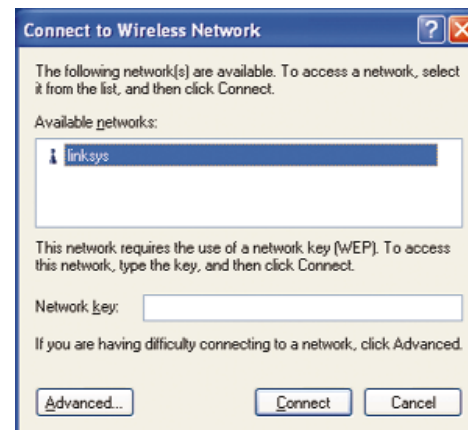 Connect to Wireless Network
The following network(s) are available. To access a network, select
it from the list, and then click Connect.
Available networks:
linksys
This network requires the use of a network key (WEP). To access
this network, type the key, and then click Connect.
Network key:
If you are having difficulty connecting to a network, click Advanced.
Advanced... Connect Cancel